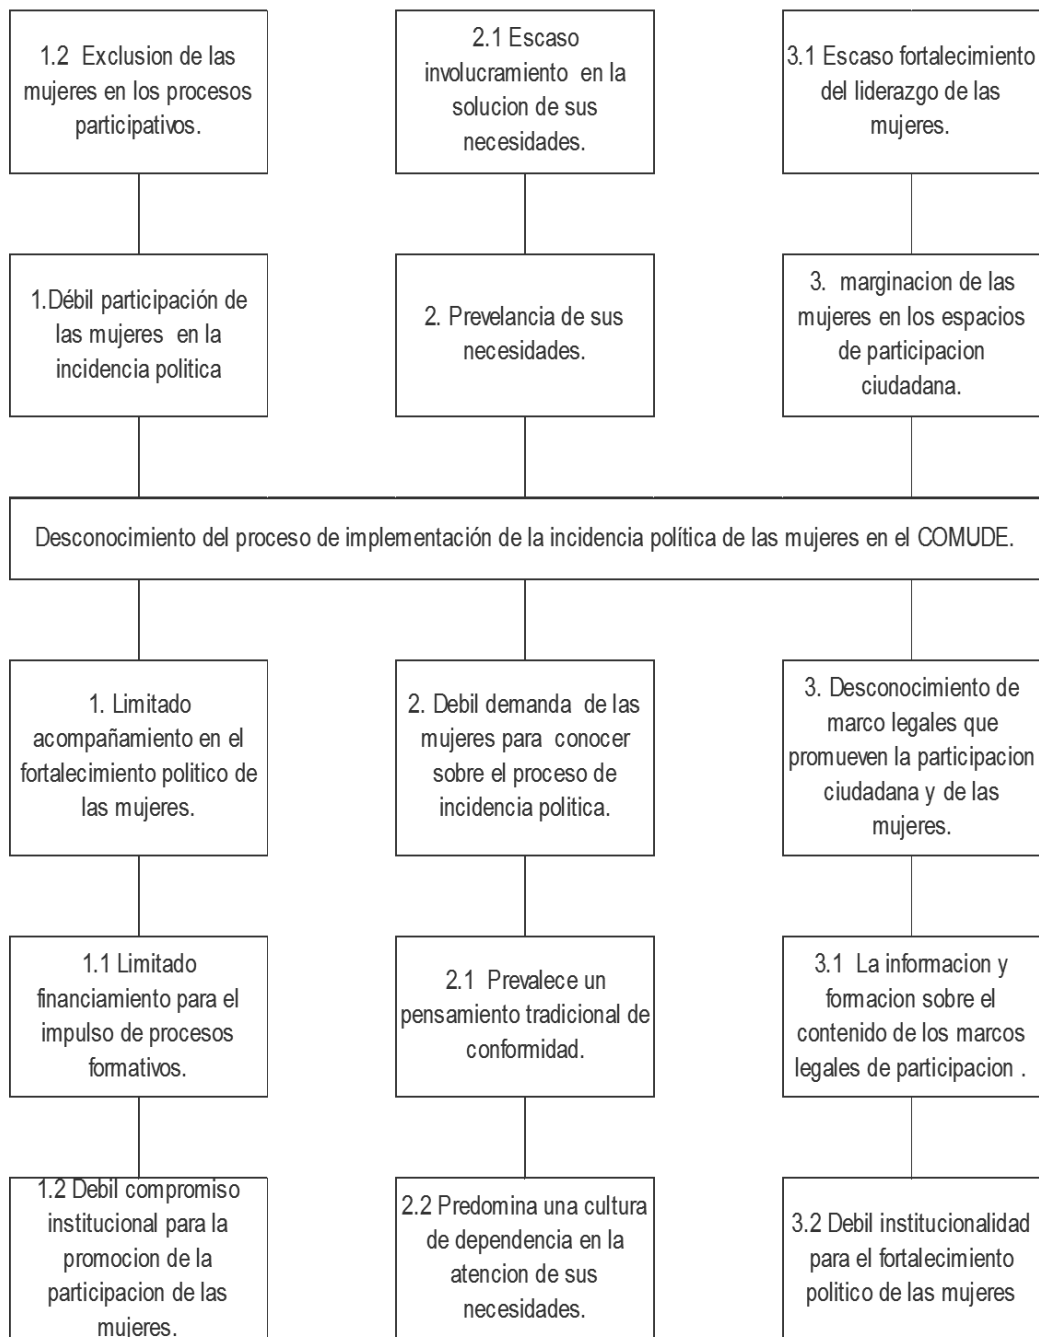 1.2 Exclusion de las
mujeres en los procesos
participativos.
2.1 Escaso
involucramiento en la
solucion de sus
necesidades.
3.1 Escaso fortalecimiento
del liderazgo de las
mujeres.
1.Débil participación de
las mujeres en la
incidencia politica
2. Prevelancia de sus
necesidades.
3. marginacion de las
mujeres en los espacios
de participacion
ciudadana.
Desconocimiento del proceso de implementación de la incidencia política de las mujeres en el COMUDE.
1. Limitado
acompañamiento en el
fortalecimiento politico de
las mujeres.
2. Debil demanda de las
mujeres para conocer
sobre el proceso de
incidencia politica.
3. Desconocimiento de
marco legales que
promueven la participacion
ciudadana y de las
mujeres.
1.1 Limitado
financiamiento para el
impulso de procesos
formativos.
2.1 Prevalece un
pensamiento tradicional de
conformidad.
3.1 La informacion y
formacion sobre el
contenido de los marcos
legales de participacion .
1.2 Debil compromiso
institucional para la
promocion de la
participacion de las
mujeres.
2.2 Predomina una cultura
de dependencia en la
atencion de sus
necesidades.
3.2 Debil institucionalidad
para el fortalecimiento
politico de las mujeres